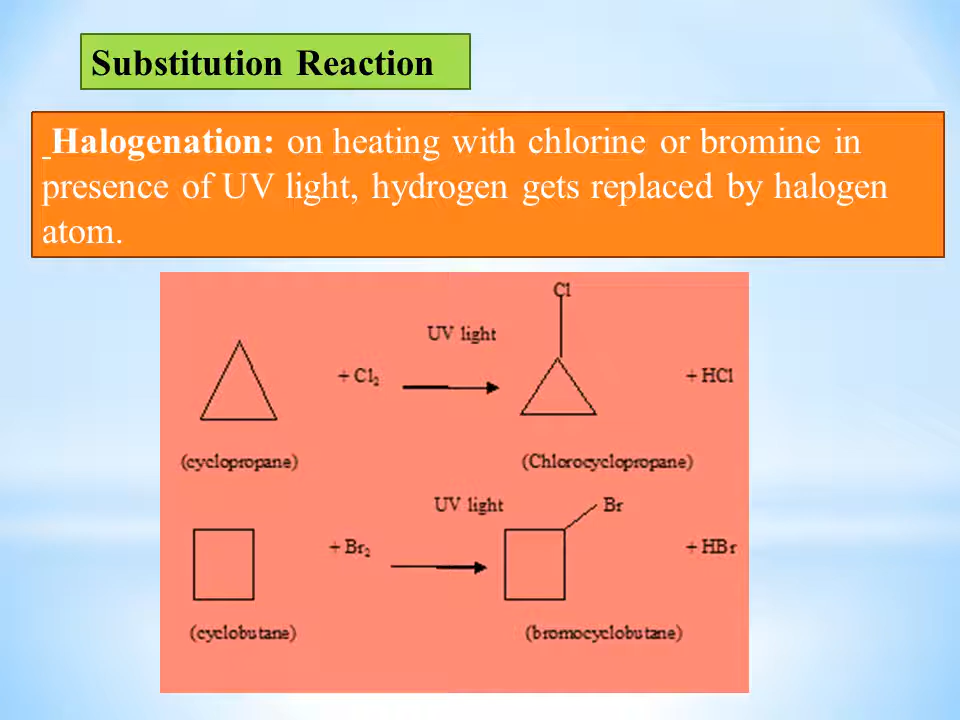 Substitution Reaction
Halogenation: on heating with chlorine or bromine in
presence of UV light, hydrogen gets replaced by halogen
atom.
Cl
UV light
+ Cl₂
+ HCl
(cyclopropane)
(Chlorocyclopropane)
UV light
Br
+ Br₂
+ HBr
(cyclobutane)
(bromocyclobutane)